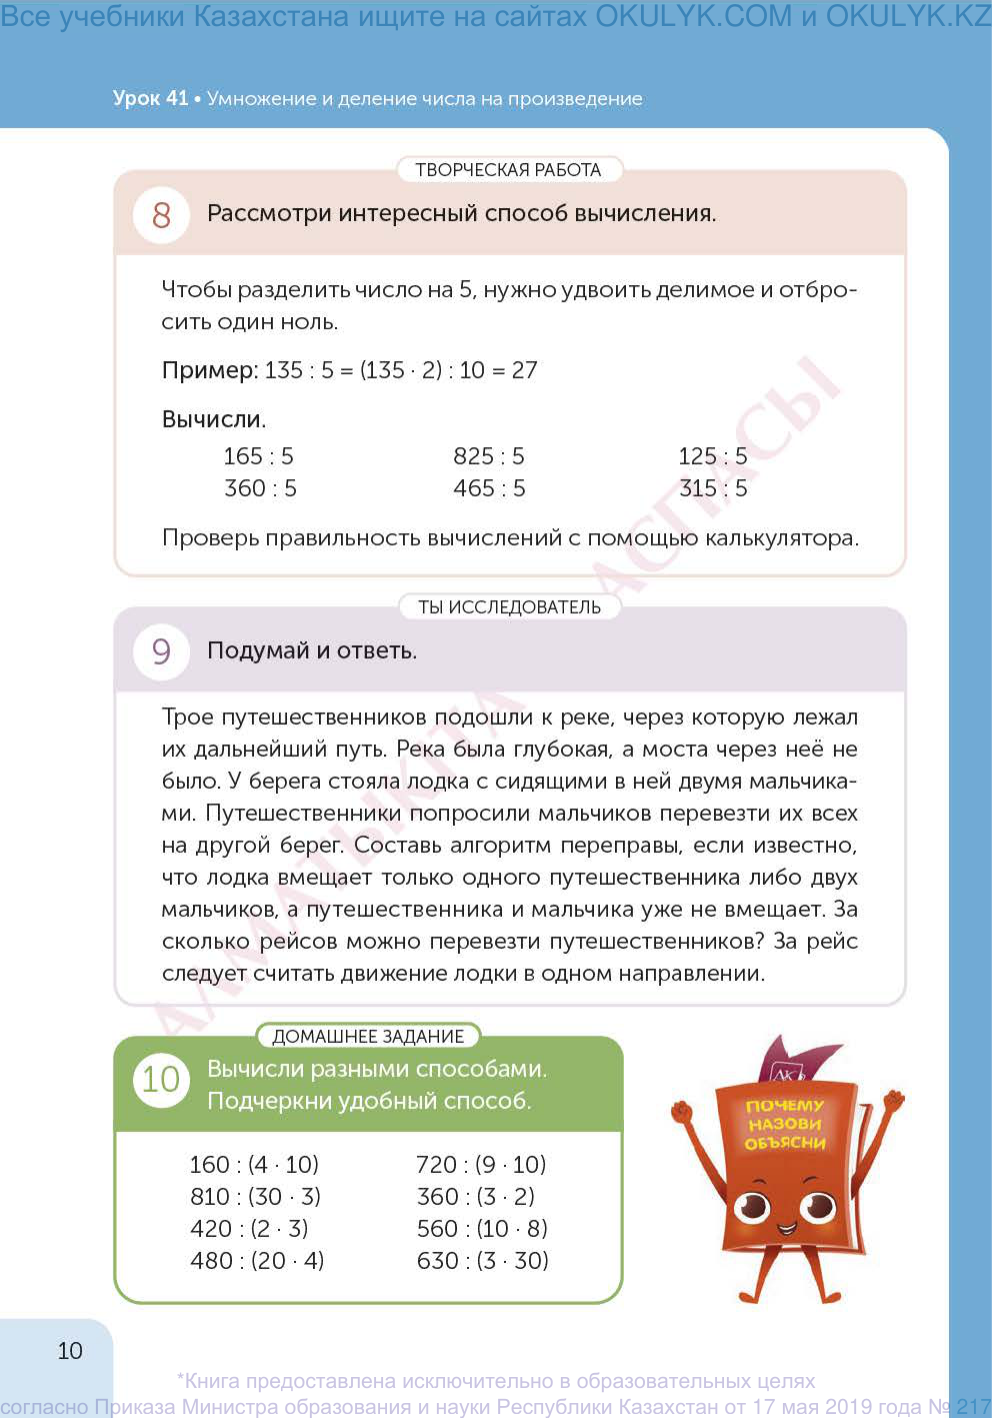 Все учебники Казахстана ищите на сайтах OKULYK.COM и OKULYK.KZ
Урок 41 • Умножение и деление числа на произведение
ТВОРЧЕСКАЯ РАБОТА
8 Рассмотри интересный способ вычисления.
Чтобы разделить число на 5, нужно удвоить делимое и отбро-
сить один ноль.
Пример: 135 : 5 = (135 · 2) : 10 = 27
Вычисли.
165 : 5 825 : 5 125 : 5
360 : 5 465 : 5 315 : 5
Проверь правильность вычислений с помощью калькулятора.
ТЫ ИССЛЕДОВАТЕЛЬ
9 Подумай и ответь.
Трое путешественников подошли к реке, через которую лежал
их дальнейший путь. Река была глубокая, а моста через неё не
было. У берега стояла лодка с сидящими в ней двумя мальчика-
ми. Путешественники попросили мальчиков перевезти их всех
на другой берег. Составь алгоритм переправы, если известно,
что лодка вмещает только одного путешественника либо двух
мальчиков, а путешественника и мальчика уже не вмещает. За
сколько рейсов можно перевезти путешественников? За рейс
следует считать движение лодки в одном направлении.
АЛМАТЫКІТАП БАСПАСЫ
ДОМАШНЕЕ ЗАДАНИЕ
10 Вычисли разными способами.
Подчеркни удобный способ.
160 : (4 · 10) 720 : (9 · 10)
810 : (30 · 3) 360 : (3 · 2)
420 : (2 · 3) 560 : (10 · 8)
480 : (20 · 4) 630 : (3 · 30)
АК
ПОЧЕМУ
НАЗОВИ
ОБЪЯСНИ
10
*Книга предоставлена исключительно в образовательных целях
согласно Приказа Министра образования и науки Республики Казахстан от 17 мая 2019 года № 217